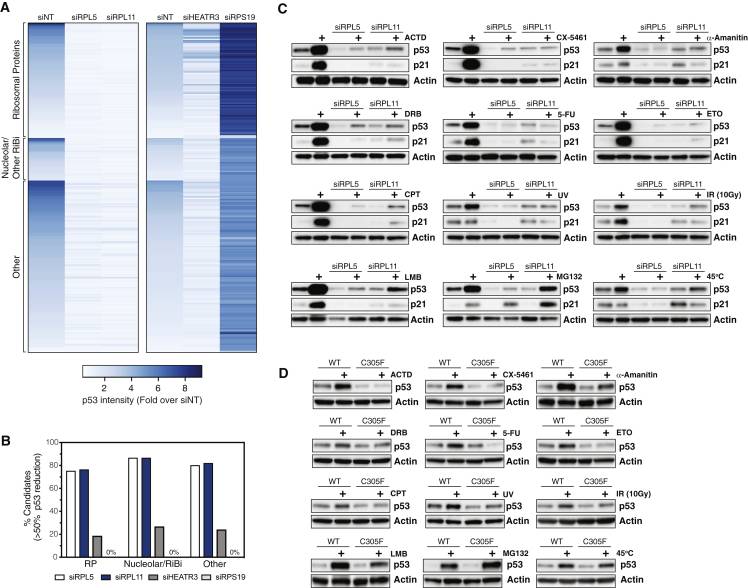 A
siNT siRPL5 siRPL11 siNT siHEATR3 siRPS19
Ribosomal Proteins
Nucleolar/
Other RiBi
Other
2 4 6 8
p53 intensity (Fold over siNT)
B
% Candidates
(>50% p53 reduction)
100
80
60
40
20
0
0% 0% 0%
RP Nucleolar/RiBi Other
siRPL5 siRPL11 siHEATR3 siRPS19
C
siRPL5 siRPL11 siRPL5 siRPL11 siRPL5 siRPL11
+ + + ACTD + + + CX-5461 + + + α-Amanitin
p53 p53 p53
p21 p21 p21
Actin Actin Actin
siRPL5 siRPL11 siRPL5 siRPL11 siRPL5 siRPL11
+ + + DRB + + + 5-FU + + + ETO
p53 p53 p53
p21 p21 p21
Actin Actin Actin
siRPL5 siRPL11 siRPL5 siRPL11 siRPL5 siRPL11
+ + + CPT + + + UV + + + IR (10Gy)
p53 p53 p53
p21 p21 p21
Actin Actin Actin
siRPL5 siRPL11 siRPL5 siRPL11 siRPL5 siRPL11
+ + + LMB + + + MG132 + + + 45ºC
p53 p53 p53
p21 p21 p21
Actin Actin Actin
D
WT C305F WT C305F WT C305F
+ + ACTD + + CX-5461 + + α-Amanitin
p53 p53 p53
Actin Actin Actin
WT C305F WT C305F WT C305F
+ + DRB + + 5-FU + + ETO
p53 p53 p53
Actin Actin Actin
WT C305F WT C305F WT C305F
+ + CPT + + UV + + IR (10Gy)
p53 p53 p53
Actin Actin Actin
WT C305F WT C305F WT C305F
+ + LMB + + MG132 + + 45ºC
p53 p53 p53
Actin Actin Actin